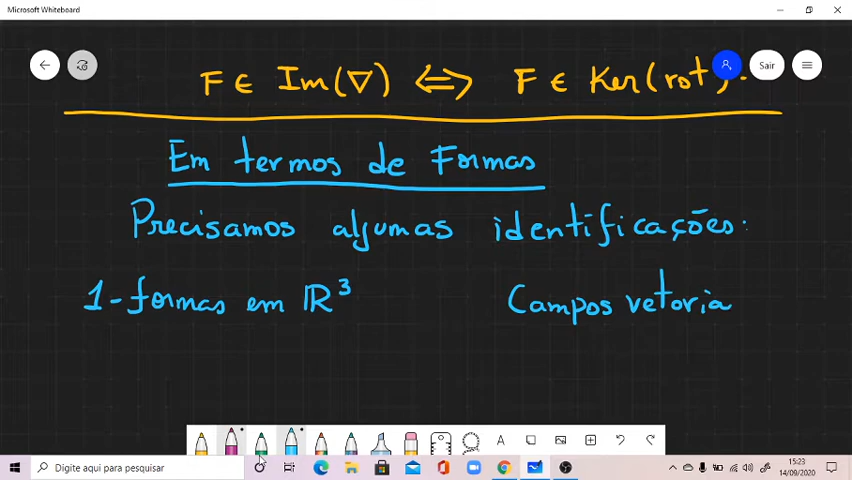 Microsoft Whiteboard
F ∈ Im(∇) ⇔ F ∈ Ker(rot).
Sair
Em termos de Formas
Precisamos algumas identificações:
1-formas em ℝ³ Campos vetoria
A
Digite aqui para pesquisar
15:23
14/09/2020